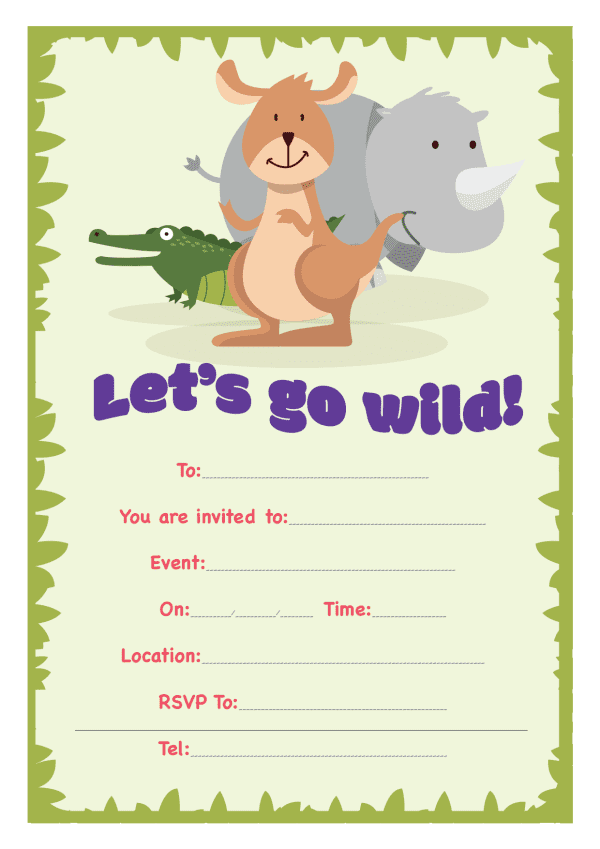 Let's go wild!
To:
You are invited to:
Event:
On: / / Time:
Location:
RSVP To:
Tel: